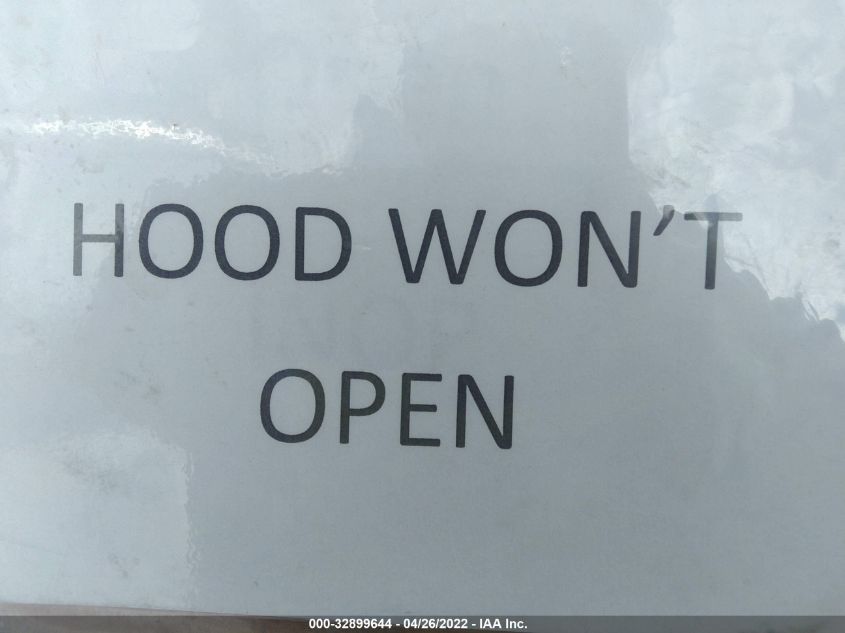 HOOD WON'T
OPEN
000-32899644 - 04/26/2022 - IAA Inc.